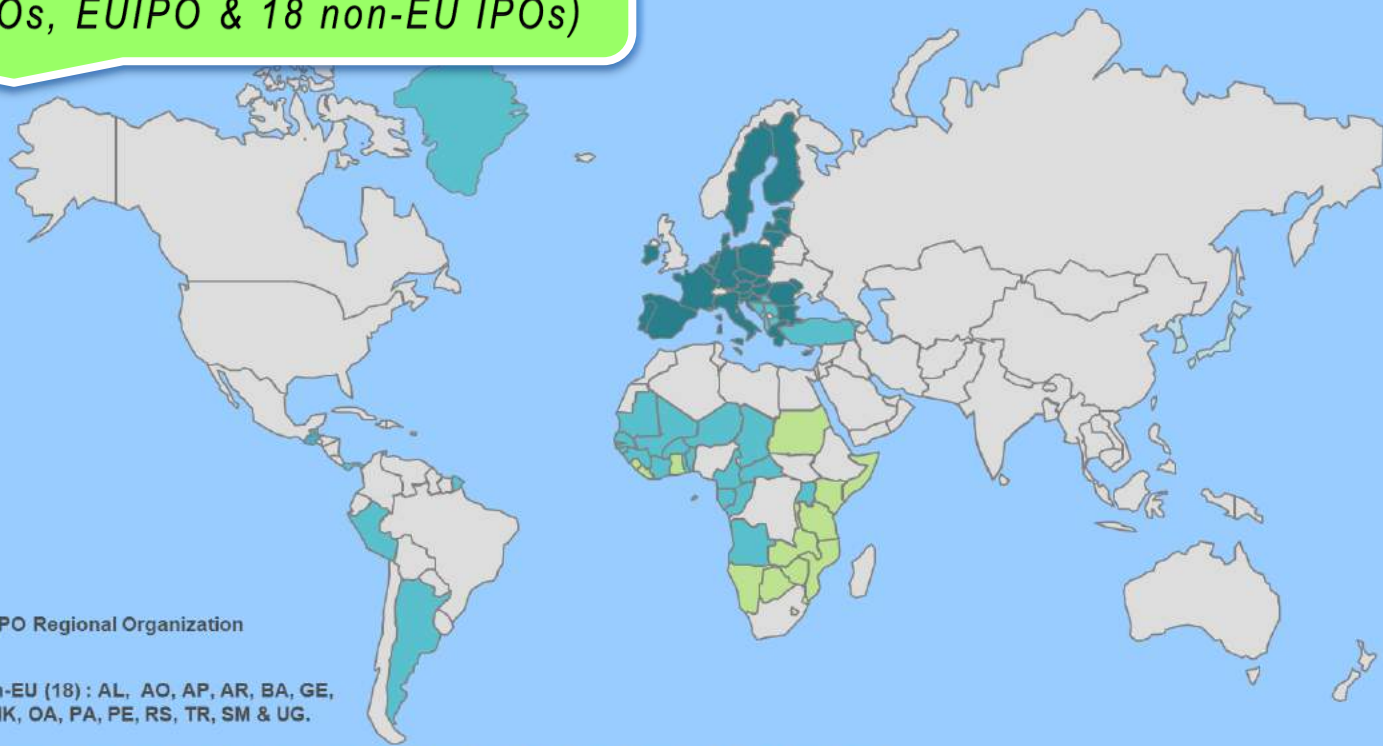 Os, EUIPO & 18 non-EU IPOs)
PO Regional Organization
-EU (18) : AL, AO, AP, AR, BA, GE,
MK, OA, PA, PE, RS, TR, SM & UG.